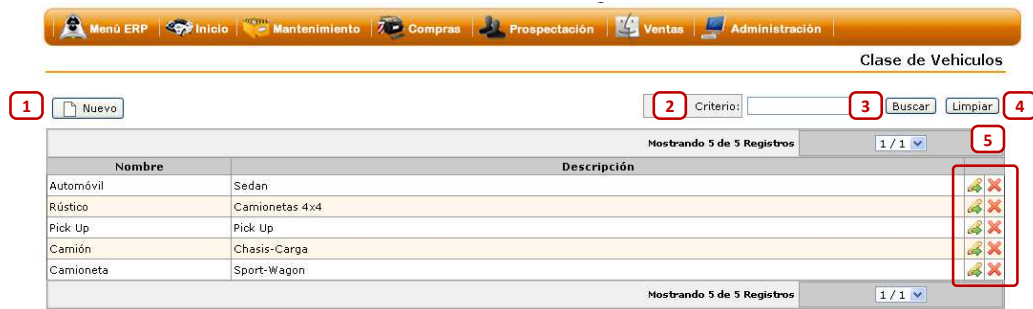 Menú ERP Inicio Mantenimiento Compras Prospectación Ventas Administración
Clase de Vehiculos
1 Nuevo 2 Criterio: 3 Buscar Limpiar 4
Mostrando 5 de 5 Registros 1 / 1 5
Nombre Descripción
Automóvil Sedan
Rústico Camionetas 4x4
Pick Up Pick Up
Camión Chasis-Carga
Camioneta Sport-Wagon
Mostrando 5 de 5 Registros 1 / 1